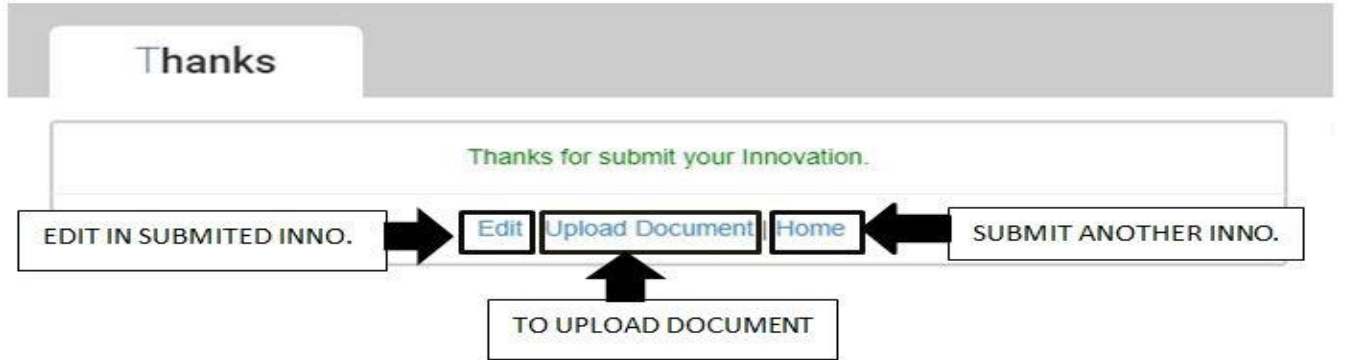 Thanks
Thanks for submit your Innovation.
EDIT IN SUBMITED INNO.
Edit Upload Document | Home
SUBMIT ANOTHER INNO.
TO UPLOAD DOCUMENT